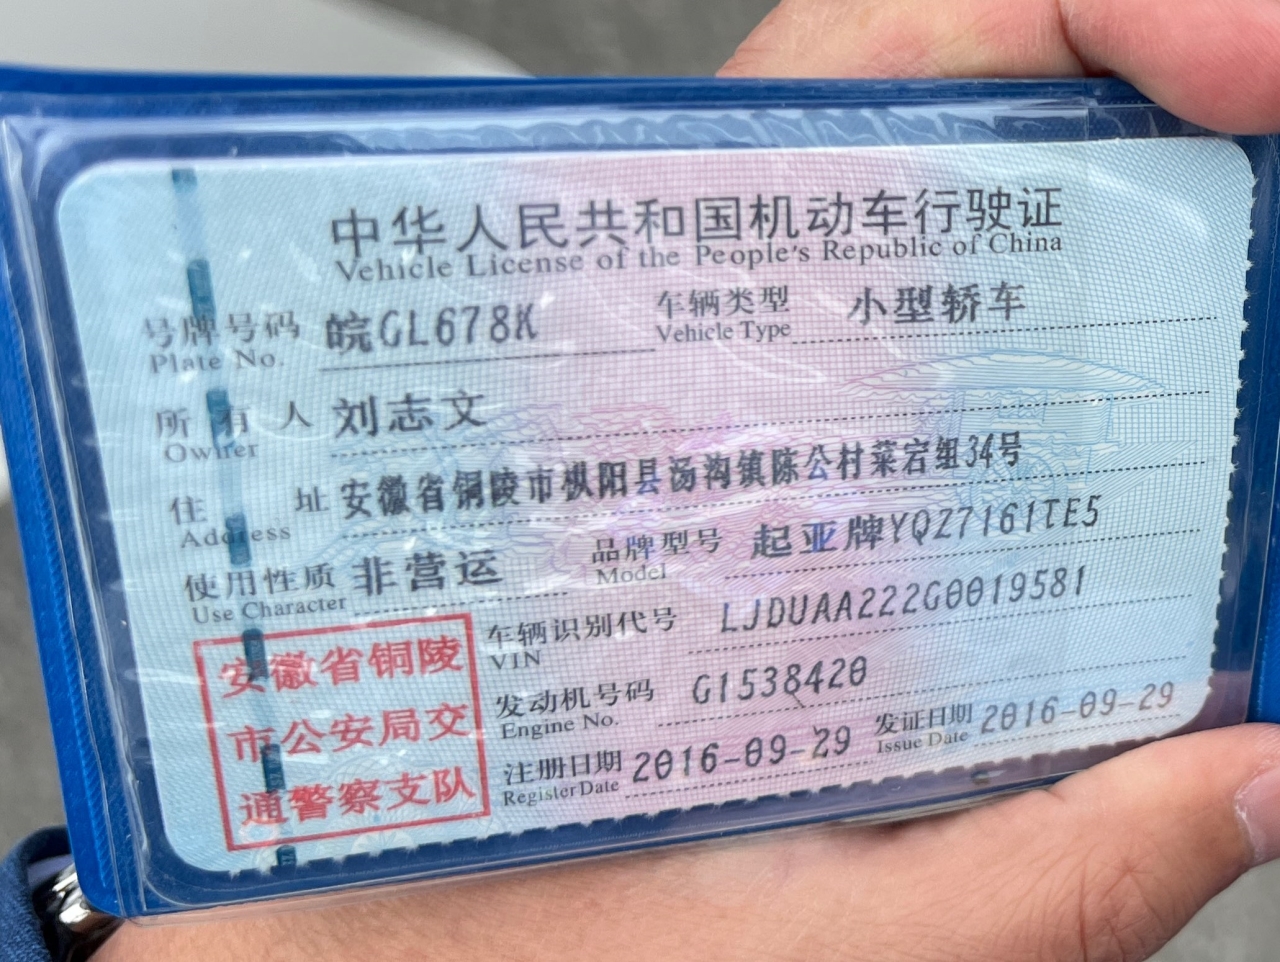 中华人民共和国机动车行驶证
Vehicle License of the People's Republic of China
号牌号码 皖GL678K 车辆类型 小型轿车
Plate No. Vehicle Type
所有人 刘志文
Owner
住址 安徽省铜陵市枞阳县汤沟镇陈公村菜宕组34号
Address
使用性质 非营运 品牌型号 起亚牌YQZ7161TE5
Use Character Model
车辆识别代号 LJDUAA222G0019581
VIN
发动机号码 G1538420
Engine No.
注册日期 2016-09-29 发证日期 2016-09-29
Register Date Issue Date
安徽省铜陵
市公安局交
通警察支队